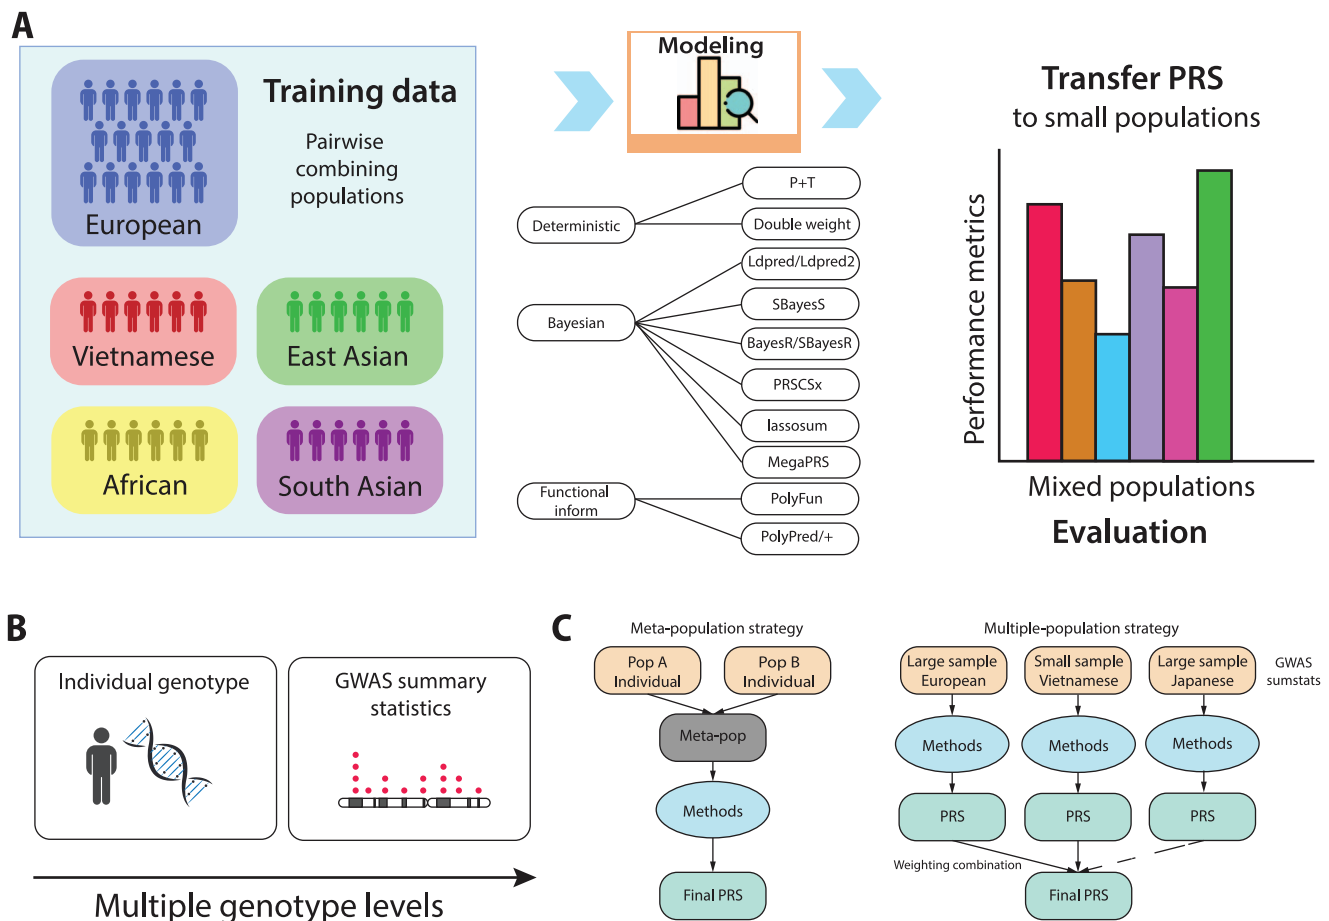 A
Training data
Pairwise
combining
populations
European
Vietnamese
East Asian
African
South Asian
Modeling
Deterministic
P+T
Double weight
Bayesian
Ldpred/Ldpred2
SBayesS
BayesR/SBayesR
PRSCSx
lassosum
MegaPRS
Functional
inform
PolyFun
PolyPred/+
Transfer PRS
to small populations
Performance metrics
Mixed populations
Evaluation
B
Individual genotype
GWAS summary
statistics
Multiple genotype levels
C
Meta-population strategy
Pop A
Individual
Pop B
Individual
Meta-pop
Methods
Final PRS
Multiple-population strategy
Large sample
European
Small sample
Vietnamese
Large sample
Japanese
GWAS
sumstats
Methods
Methods
Methods
PRS
PRS
PRS
Weighting combination
Final PRS